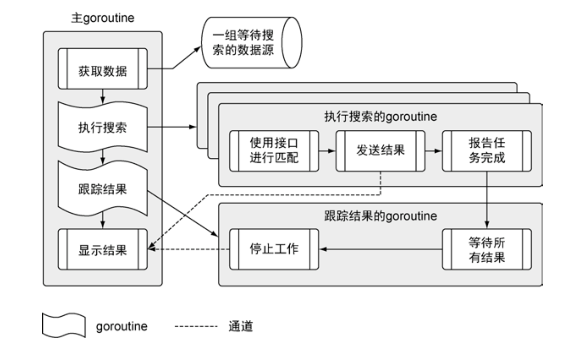 主goroutine
一组等待搜
索的数据源
获取数据
执行搜索
跟踪结果
显示结果
执行搜索的goroutine
使用接口
进行匹配
发送结果
报告任
务完成
跟踪结果的goroutine
停止工作
等待所
有结果
goroutine
通道